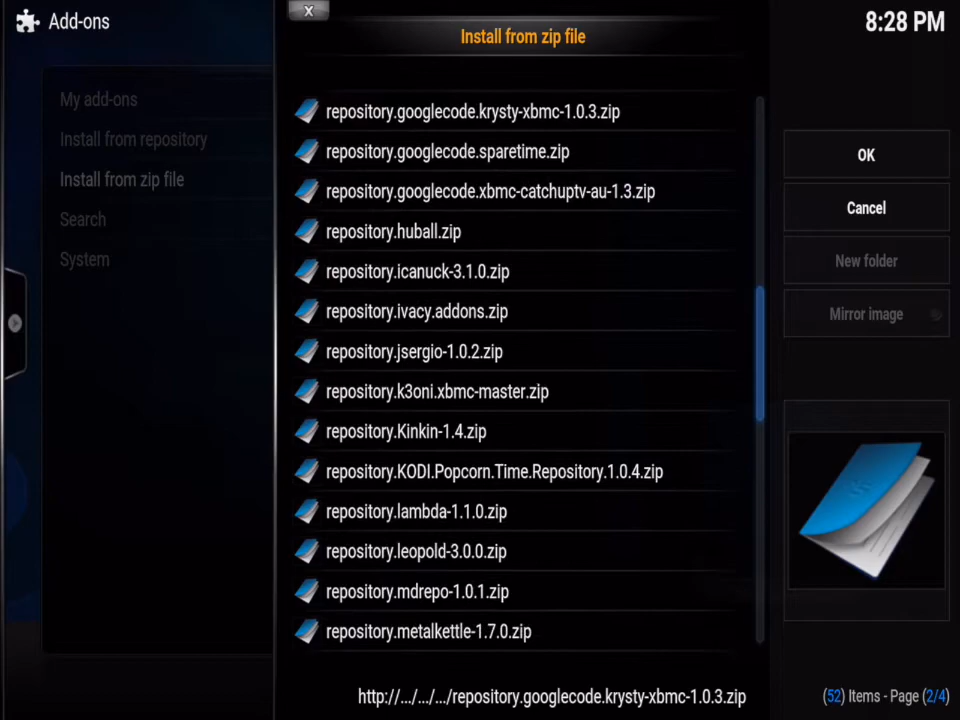 Add-ons
X
Install from zip file
8:28 PM
My add-ons
Install from repository
Install from zip file
Search
System
repository.googlecode.krysty-xbmc-1.0.3.zip
repository.googlecode.sparetime.zip
repository.googlecode.xbmc-catchuptv-au-1.3.zip
repository.huball.zip
repository.icanuck-3.1.0.zip
repository.ivacy.addons.zip
repository.jsergio-1.0.2.zip
repository.k3oni.xbmc-master.zip
repository.Kinkin-1.4.zip
repository.KODI.Popcorn.Time.Repository.1.0.4.zip
repository.lambda-1.1.0.zip
repository.leopold-3.0.0.zip
repository.mdrepo-1.0.1.zip
repository.metalkettle-1.7.0.zip
OK
Cancel
New folder
Mirror image
http://.../.../.../repository.googlecode.krysty-xbmc-1.0.3.zip
(52) Items - Page (2/4)